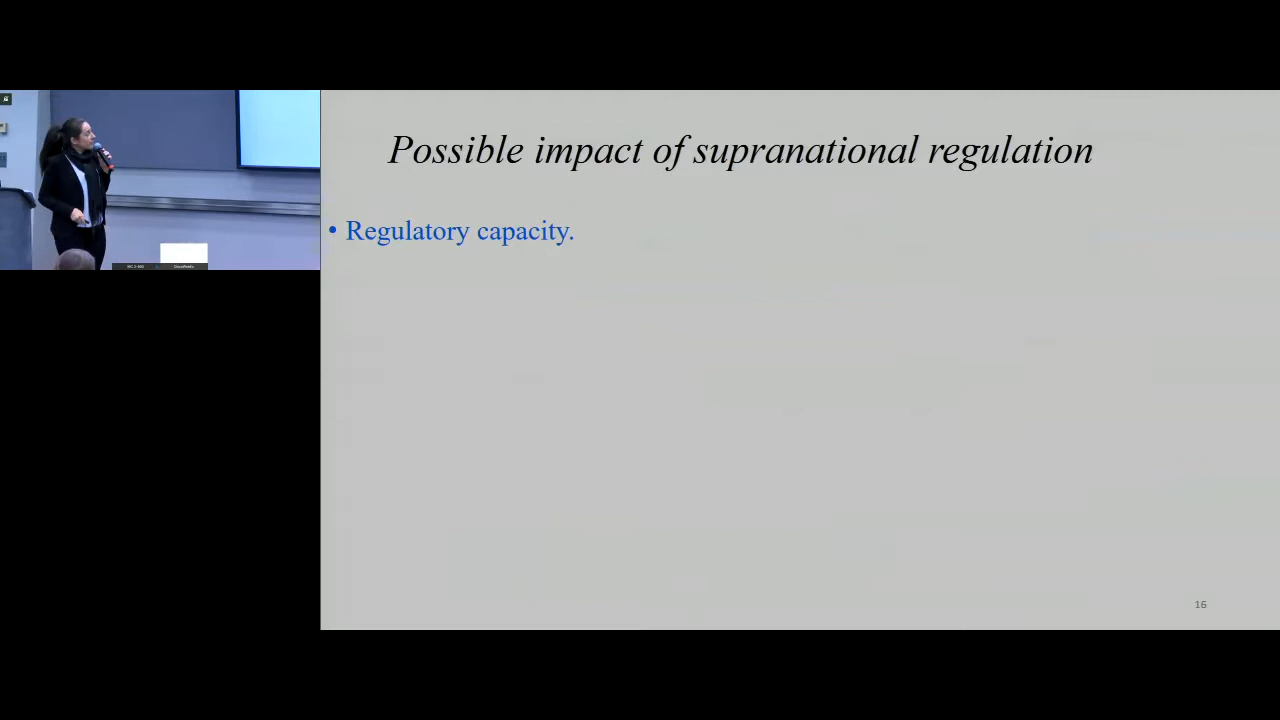 Possible impact of supranational regulation
• Regulatory capacity.
16